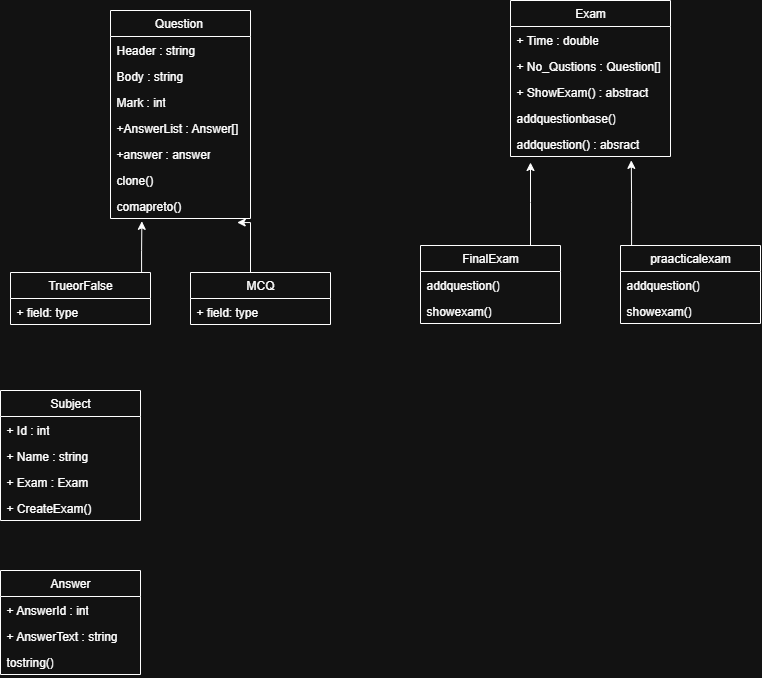 Question
Header : string
Body : string
Mark : int
+AnswerList : Answer[]
+answer : answer
clone()
comapreto()
TrueorFalse
+ field: type
MCQ
+ field: type
Exam
+ Time : double
+ No_Qustions : Question[]
+ ShowExam() : abstract
addquestionbase()
addquestion() : absract
FinalExam
addquestion()
showexam()
praacticalexam
addquestion()
showexam()
Subject
+ Id : int
+ Name : string
+ Exam : Exam
+ CreateExam()
Answer
+ AnswerId : int
+ AnswerText : string
tostring()